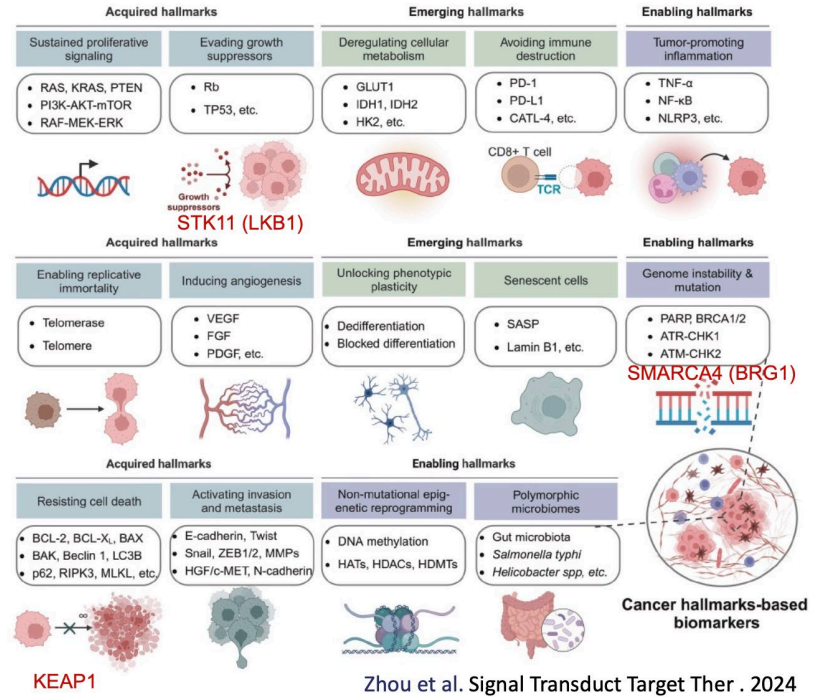 Acquired hallmarks
Emerging hallmarks
Enabling hallmarks
Sustained proliferative
signaling
Evading growth
suppressors
Deregulating cellular
metabolism
Avoiding immune
destruction
Tumor-promoting
inflammation
• RAS, KRAS, PTEN
• PI3K-AKT-mTOR
• RAF-MEK-ERK
• Rb
• TP53, etc.
• GLUT1
• IDH1, IDH2
• HK2, etc.
• PD-1
• PD-L1
• CATL-4, etc.
• TNF-α
• NF-κB
• NLRP3, etc.
Growth
suppressors
CD8+ T cell
TCR
STK11 (LKB1)
Acquired hallmarks
Emerging hallmarks
Enabling hallmarks
Enabling replicative
immortality
Inducing angiogenesis
Unlocking phenotypic
plasticity
Senescent cells
Genome instability &
mutation
• Telomerase
• Telomere
• VEGF
• FGF
• PDGF, etc.
• Dedifferentiation
• Blocked differentiation
• SASP
• Lamin B1, etc.
• PARP, BRCA1/2
• ATR-CHK1
• ATM-CHK2
SMARCA4 (BRG1)
Acquired hallmarks
Enabling hallmarks
Resisting cell death
Activating invasion
and metastasis
Non-mutational epig-
enetic reprogramming
Polymorphic
microbiomes
• BCL-2, BCL-XL, BAX
• BAK, Beclin 1, LC3B
• p62, RIPK3, MLKL, etc.
• E-cadherin, Twist
• Snail, ZEB1/2, MMPs
• HGF/c-MET, N-cadherin
• DNA methylation
• HATs, HDACs, HDMTs
• Gut microbiota
• Salmonella typhi
• Helicobacter spp, etc.
∞
Cancer hallmarks-based
biomarkers
KEAP1
Zhou et al. Signal Transduct Target Ther . 2024